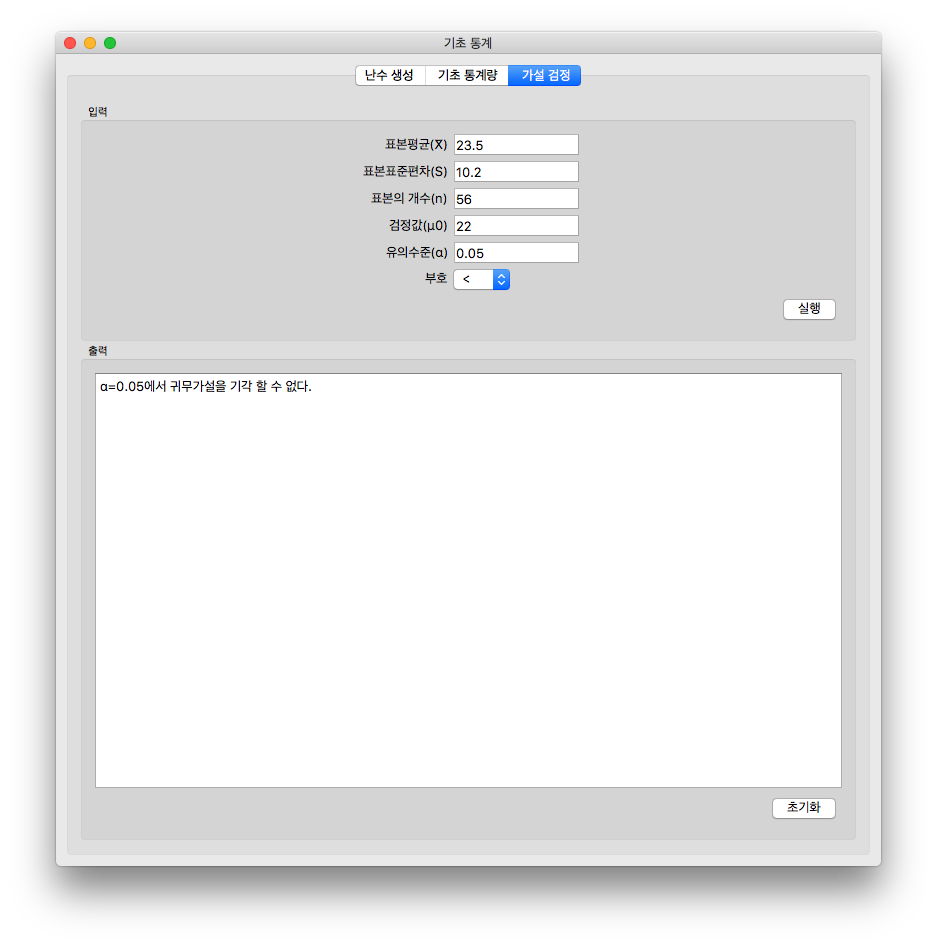 기초 통계
난수 생성 기초 통계량 가설 검정
입력
표본평균(X̄) 23.5
표본표준편차(S) 10.2
표본의 개수(n) 56
검정값(μ0) 22
유의수준(α) 0.05
부호 <
실행
출력
α=0.05에서 귀무가설을 기각 할 수 없다.
초기화